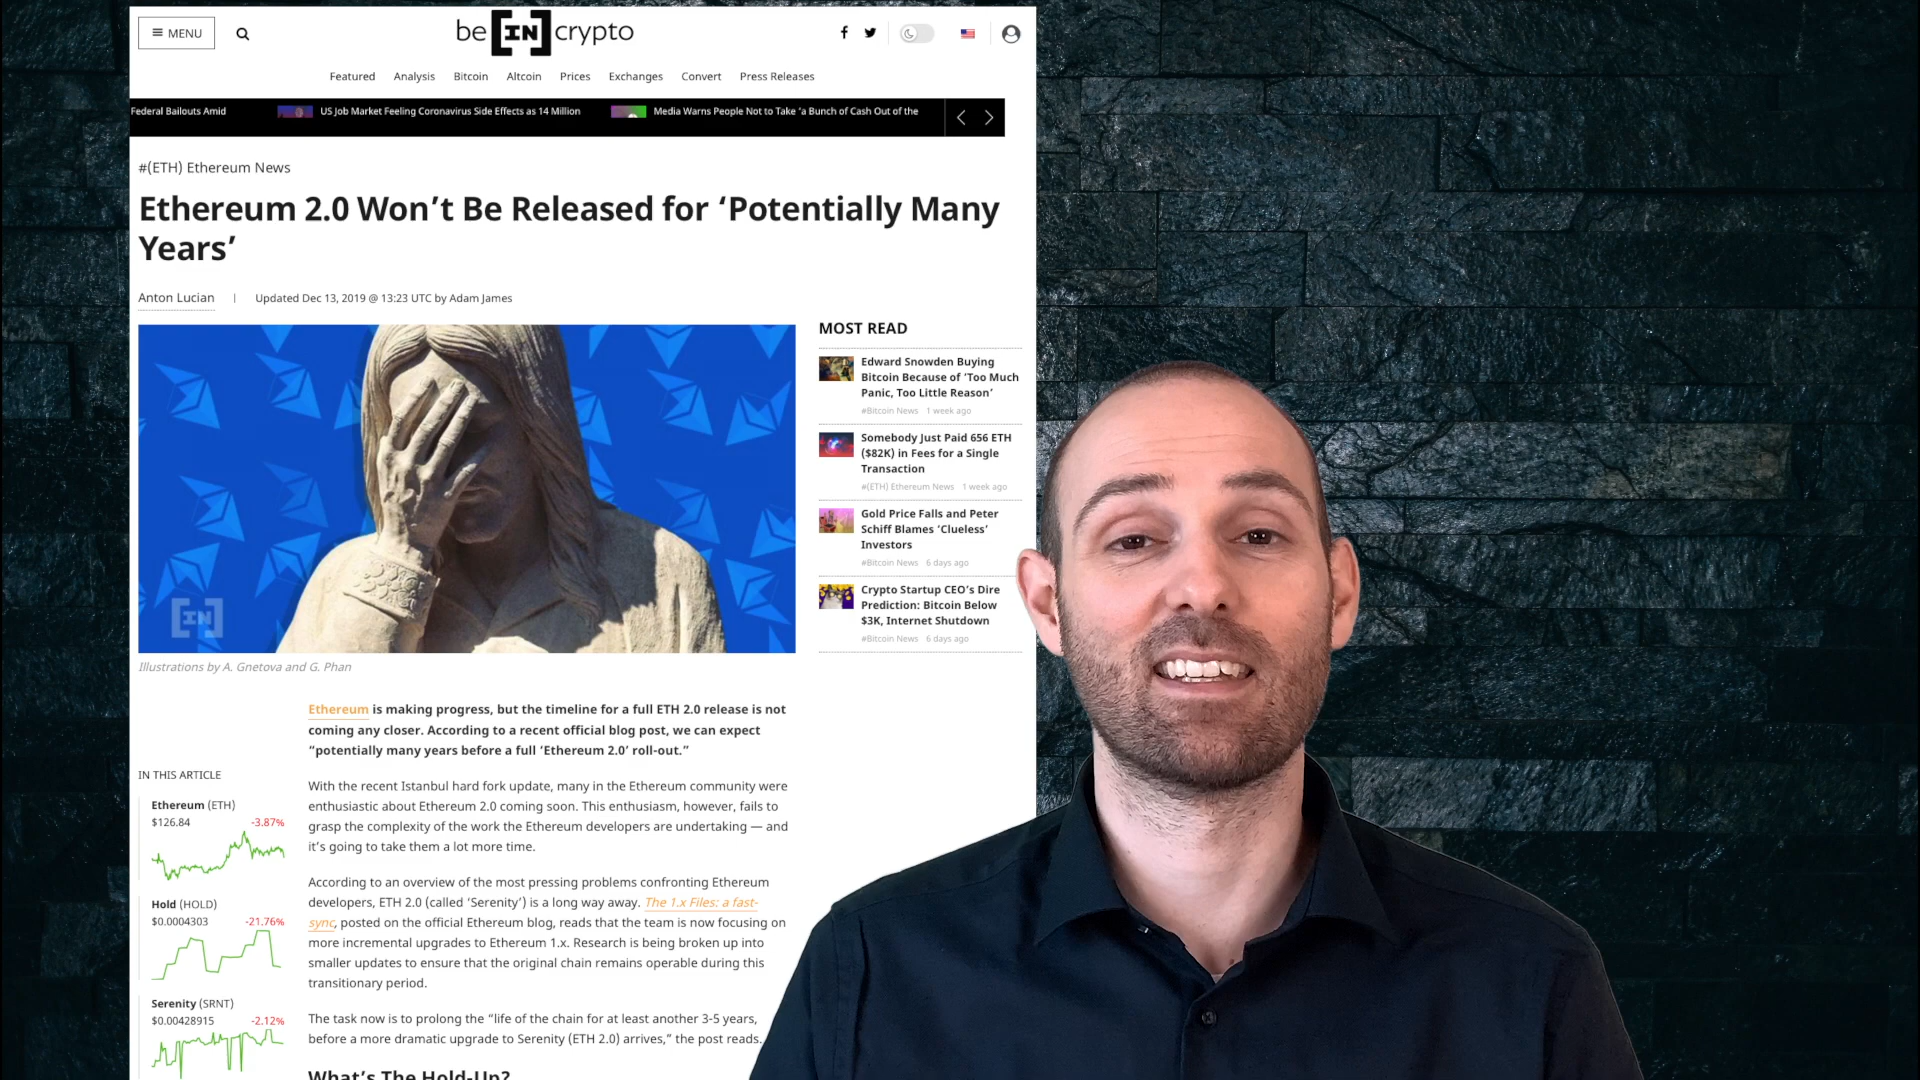 MENU
be [IN] crypto
Featured Analysis Bitcoin Altcoin Prices Exchanges Convert Press Releases
Federal Bailouts Amid
US Job Market Feeling Coronavirus Side Effects as 14 Million
Media Warns People Not to Take 'a Bunch of Cash Out of the
#(ETH) Ethereum News
Ethereum 2.0 Won't Be Released for 'Potentially Many
Years'
Anton Lucian | Updated Dec 13, 2019 @ 13:23 UTC by Adam James
[IN]
Illustrations by A. Gnetova and G. Phan
MOST READ
Edward Snowden Buying
Bitcoin Because of 'Too Much
Panic, Too Little Reason'
#Bitcoin News 1 week ago
Somebody Just Paid 656 ETH
($82K) in Fees for a Single
Transaction
#(ETH) Ethereum News 1 week ago
Gold Price Falls and Peter
Schiff Blames 'Clueless'
Investors
#Bitcoin News 6 days ago
Crypto Startup CEO's Dire
Prediction: Bitcoin Below
$3K, Internet Shutdown
#Bitcoin News 6 days ago
IN THIS ARTICLE
Ethereum (ETH)
$126.84 -3.87%
Hold (HOLD)
$0.0004303 -21.76%
Serenity (SRNT)
$0.00428915 -2.12%
Ethereum is making progress, but the timeline for a full ETH 2.0 release is not
coming any closer. According to a recent official blog post, we can expect
"potentially many years before a full 'Ethereum 2.0' roll-out."
With the recent Istanbul hard fork update, many in the Ethereum community were
enthusiastic about Ethereum 2.0 coming soon. This enthusiasm, however, fails to
grasp the complexity of the work the Ethereum developers are undertaking — and
it's going to take them a lot more time.
According to an overview of the most pressing problems confronting Ethereum
developers, ETH 2.0 (called 'Serenity') is a long way away. The 1.x Files: a fast-
sync, posted on the official Ethereum blog, reads that the team is now focusing on
more incremental upgrades to Ethereum 1.x. Research is being broken up into
smaller updates to ensure that the original chain remains operable during this
transitionary period.
The task now is to prolong the "life of the chain for at least another 3-5 years,
before a more dramatic upgrade to Serenity (ETH 2.0) arrives," the post reads.
What's The Hold-Up?